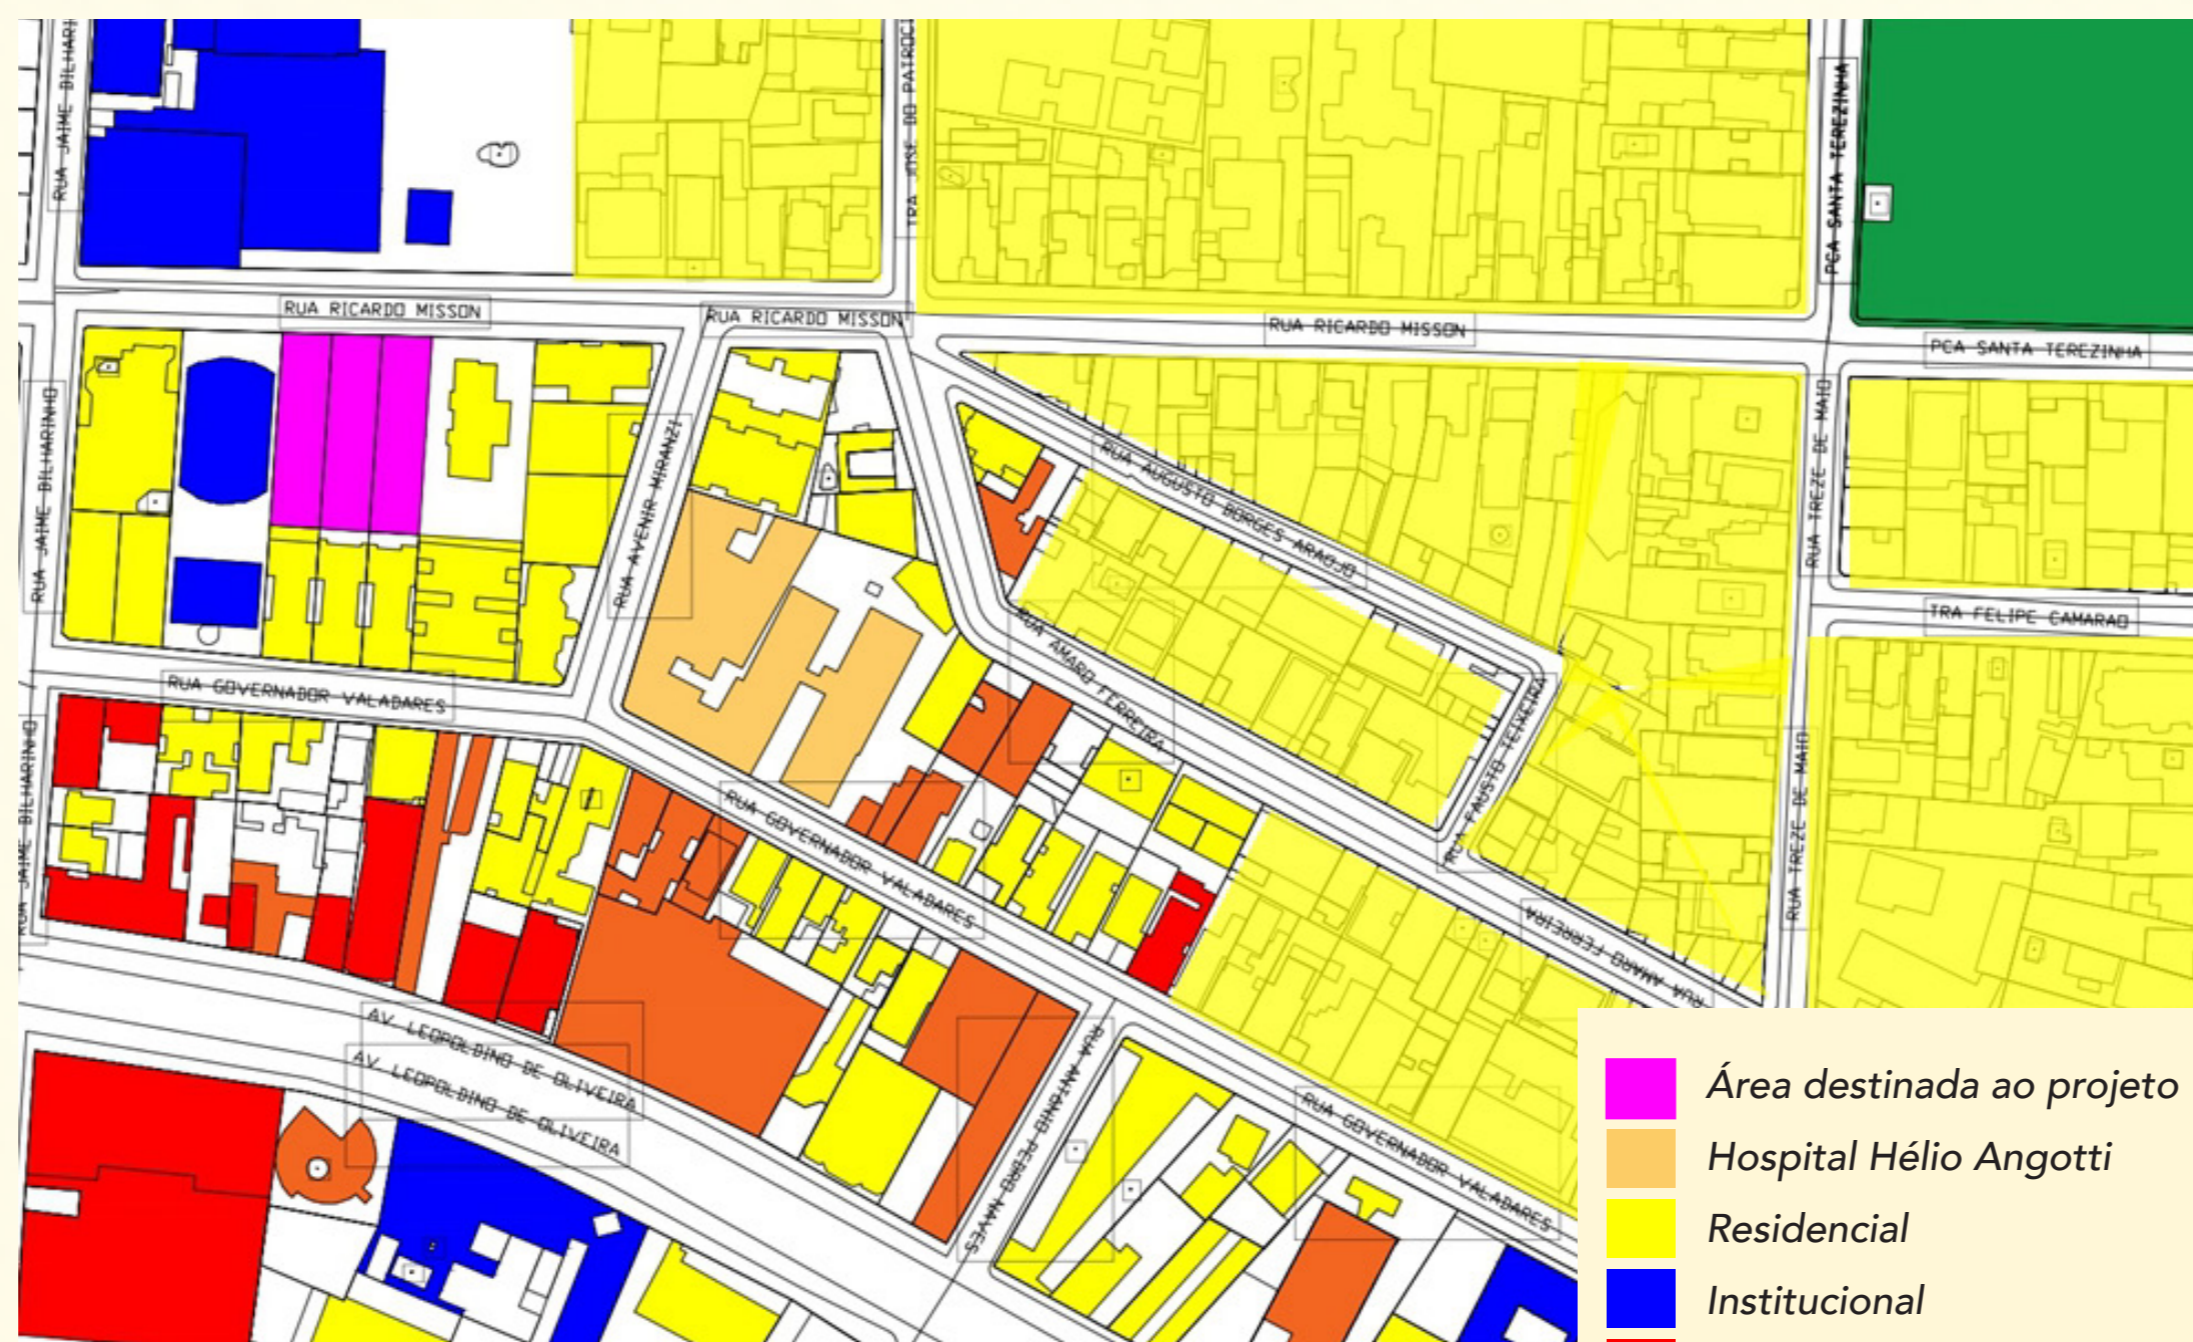 RUA JAIME BILHARI
TRA JOSE DO PATROCI
PCA SANTA TEREZINHA
RUA RICARDO MISSON
RUA RICARDO MISSON
RUA RICARDO MISSON
PCA SANTA TEREZINHA
RUA JAIME BILHARINHO
RUA AVENIR MIRANZI
RUA AUGUSTO BORGES ARAUJO
RUA TREZE DE MAIO
TRA FELIPE CAMARAO
RUA AMARO FERREIRA
RUA GOVERNADOR VALADARES
RUA FAUSTO TEIXEIRA
RUA JAIME BILHARINHO
RUA GOVERNADOR VALADARES
RUA TREZE DE MAIO
RUA AMARO FERREIRA
AV. LEOPOLDINO DE OLIVEIRA
AV. LEOPOLDINO DE OLIVEIRA
RUA ANTONIO PEDRO NAVES
RUA GOVERNADOR VALADARES
Área destinada ao projeto
Hospital Hélio Angotti
Residencial
Institucional